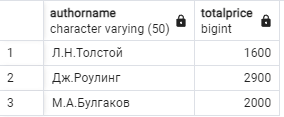 authorname totalprice
character varying (50) bigint
1 Л.Н.Толстой 1600
2 Дж.Роулинг 2900
3 М.А.Булгаков 2000